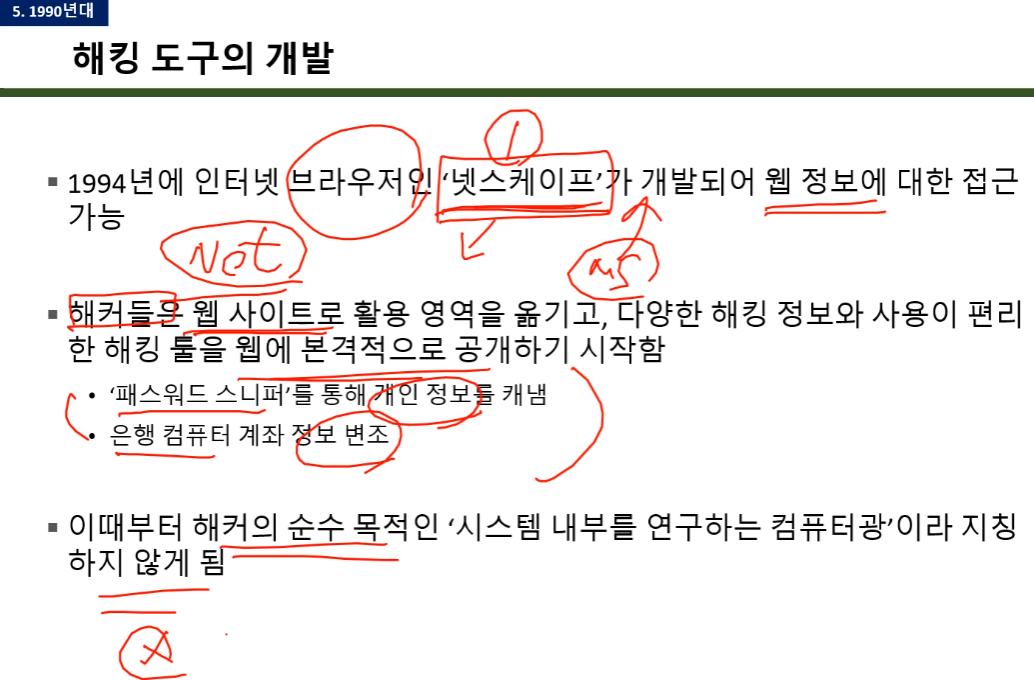 5. 1990년대
해킹 도구의 개발
1
▪ 1994년에 인터넷 브라우저인 ‘넷스케이프’가 개발되어 웹 정보에 대한 접근
가능
Net
MS
▪ 해커들은 웹 사이트로 활용 영역을 옮기고, 다양한 해킹 정보와 사용이 편리
한 해킹 툴을 웹에 본격적으로 공개하기 시작함
• ‘패스워드 스니퍼’를 통해 개인 정보를 캐냄
• 은행 컴퓨터 계좌 정보 변조
▪ 이때부터 해커의 순수 목적인 ‘시스템 내부를 연구하는 컴퓨터광’이라 지칭
하지 않게 됨